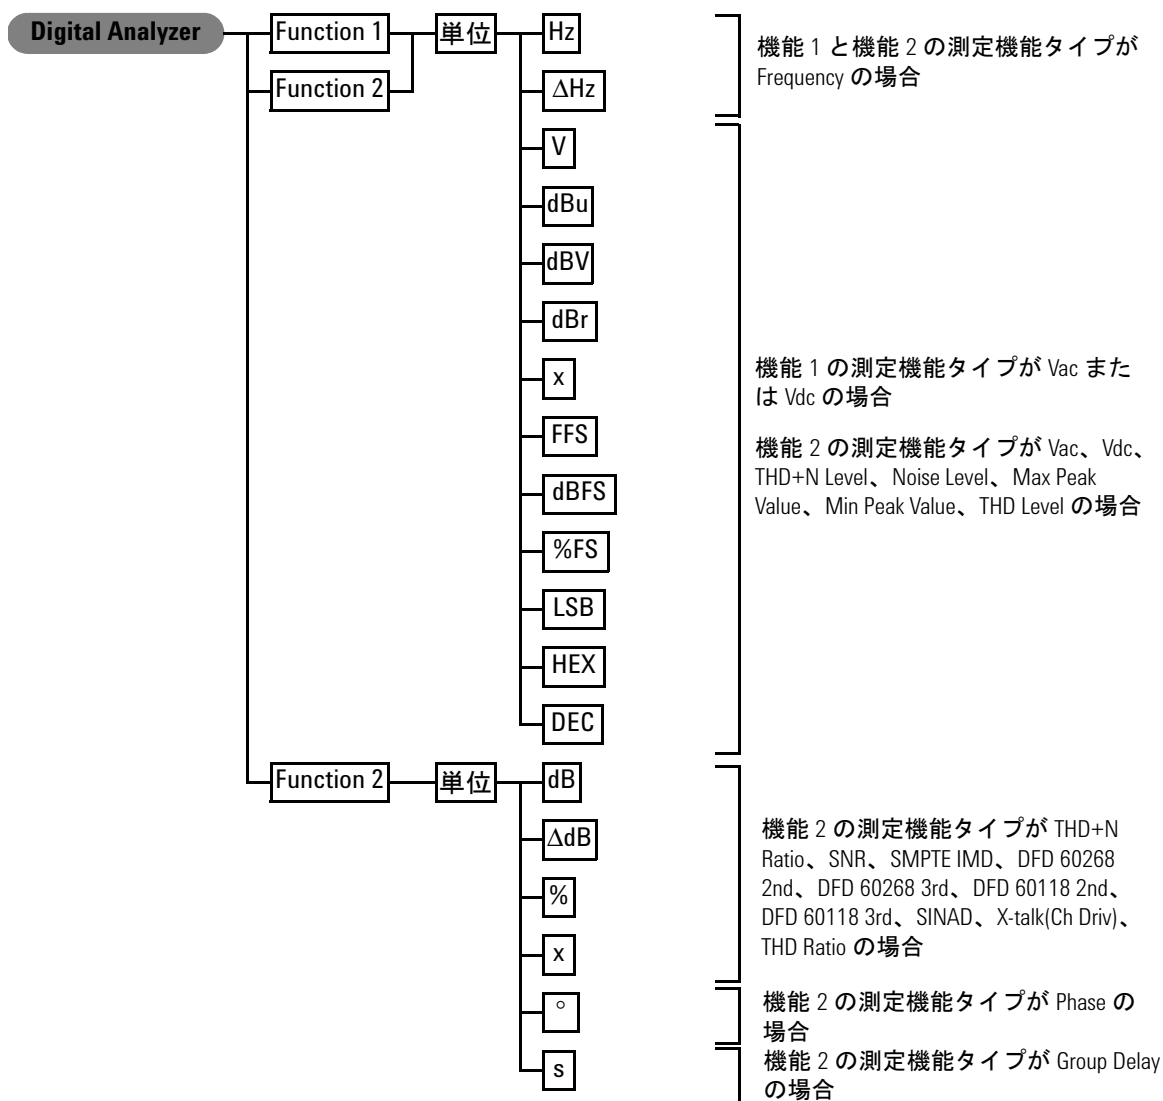 Digital Analyzer
Function 1
Function 2
単位
Hz
ΔHz
V
dBu
dBV
dBr
x
FFS
dBFS
%FS
LSB
HEX
DEC
機能 1 と機能 2 の測定機能タイプが
Frequency の場合
機能 1 の測定機能タイプが Vac また
は Vdc の場合
機能 2 の測定機能タイプが Vac、Vdc、
THD+N Level、Noise Level、Max Peak
Value、Min Peak Value、THD Level の場合
Function 2
単位
dB
ΔdB
%
x
°
s
機能 2 の測定機能タイプが THD+N
Ratio、SNR、SMPTE IMD、DFD 60268
2nd、DFD 60268 3rd、DFD 60118 2nd、
DFD 60118 3rd、SINAD、X-talk(Ch Driv)、
THD Ratio の場合
機能 2 の測定機能タイプが Phase の
場合
機能 2 の測定機能タイプが Group Delay
の場合